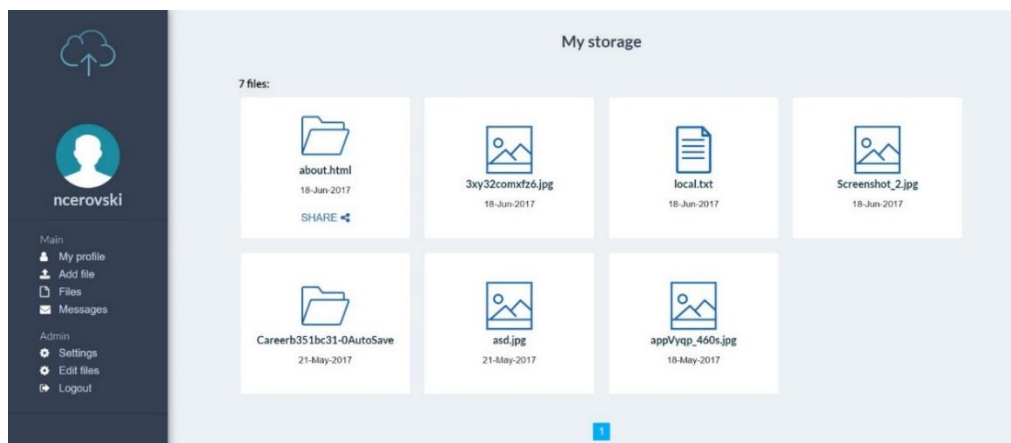 My storage
7 files:
ncerovski
Main
My profile
Add file
Files
Messages
Admin
Settings
Edit files
Logout
about.html
18-Jun-2017
SHARE
3xy32comxfz6.jpg
18-Jun-2017
local.txt
18-Jun-2017
Screenshot_2.jpg
18-Jun-2017
Careerb351bc31-0AutoSave
21-May-2017
asd.jpg
21-May-2017
appVyqp_460s.jpg
18-May-2017
1